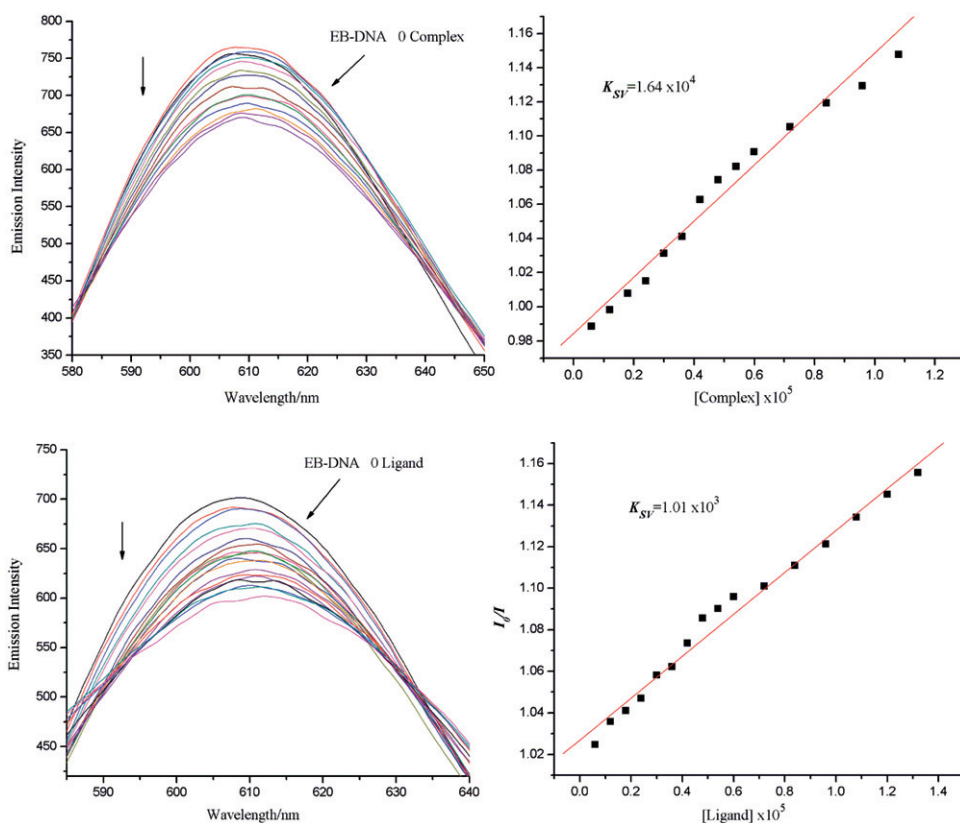 EB-DNA 0 Complex
Emission Intensity
800
750
700
650
600
550
500
450
400
350
580 590 600 610 620 630 640 650
Wavelength/nm
K_SV=1.64 x10^4
1.16
1.14
1.12
1.10
1.08
1.06
1.04
1.02
1.00
0.98
0.0 0.2 0.4 0.6 0.8 1.0 1.2
[Complex] x10^5
EB-DNA 0 Ligand
Emission Intensity
750
700
650
600
550
500
450
590 600 610 620 630 640
Wavelength/nm
K_SV=1.01 x10^3
I_0/I
1.16
1.14
1.12
1.10
1.08
1.06
1.04
1.02
0.0 0.2 0.4 0.6 0.8 1.0 1.2 1.4
[Ligand] x10^5